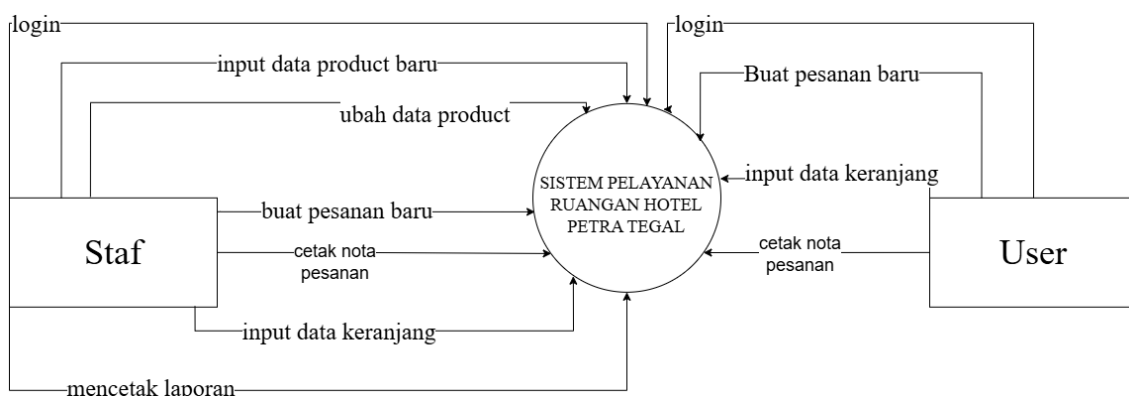 login
login
input data product baru
Buat pesanan baru
ubah data product
SISTEM PELAYANAN
RUANGAN HOTEL
PETRA TEGAL
input data keranjang
buat pesanan baru
Staf
cetak nota
pesanan
cetak nota
pesanan
User
input data keranjang
mencetak laporan